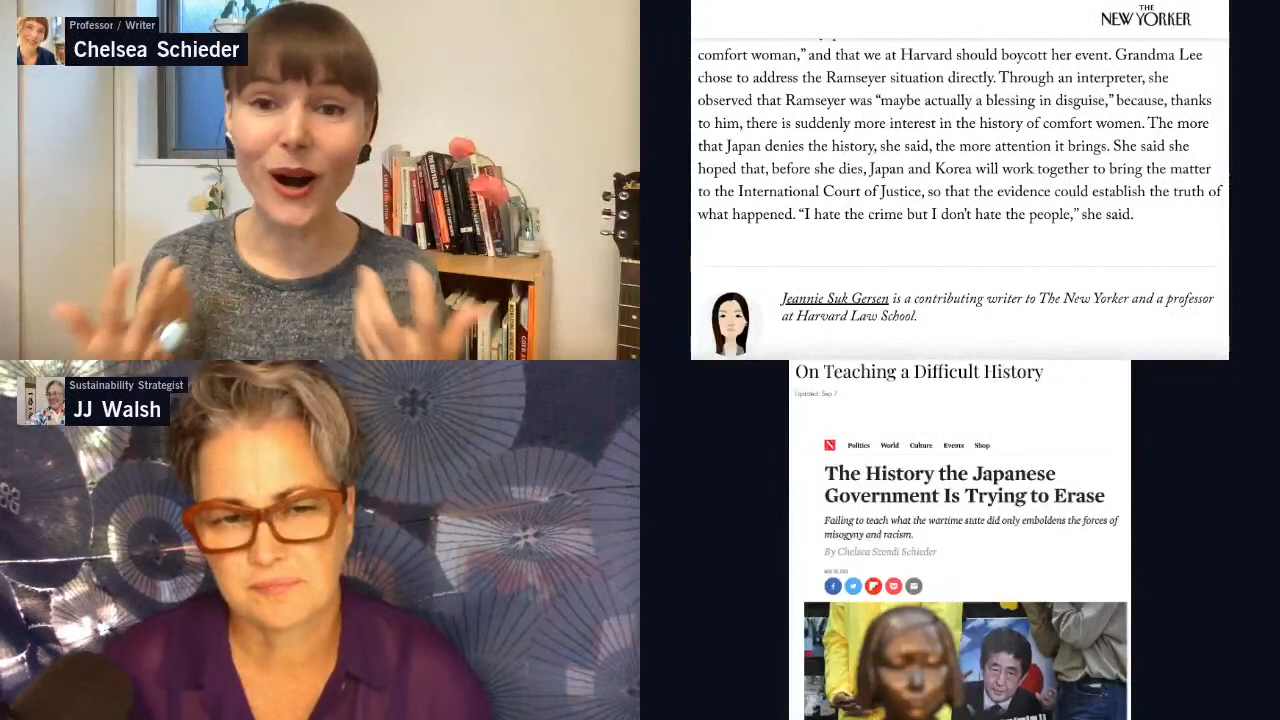 Professor / Writer
Chelsea Schieder
THE
NEW YORKER
comfort woman,” and that we at Harvard should boycott her event. Grandma Lee
chose to address the Ramseyer situation directly. Through an interpreter, she
observed that Ramseyer was “maybe actually a blessing in disguise,” because, thanks
to him, there is suddenly more interest in the history of comfort women. The more
that Japan denies the history, she said, the more attention it brings. She said she
hoped that, before she dies, Japan and Korea will work together to bring the matter
to the International Court of Justice, so that the evidence could establish the truth of
what happened. “I hate the crime but I don’t hate the people,” she said.
Jeannie Suk Gersen is a contributing writer to The New Yorker and a professor
at Harvard Law School.
Sustainability Strategist
JJ Walsh
On Teaching a Difficult History
Updated: Sep 7
N Politics World Culture Events Shop
The History the Japanese
Government Is Trying to Erase
Failing to teach what the wartime state did only emboldens the forces of
misogyny and racism.
By Chelsea Szendi Schieder